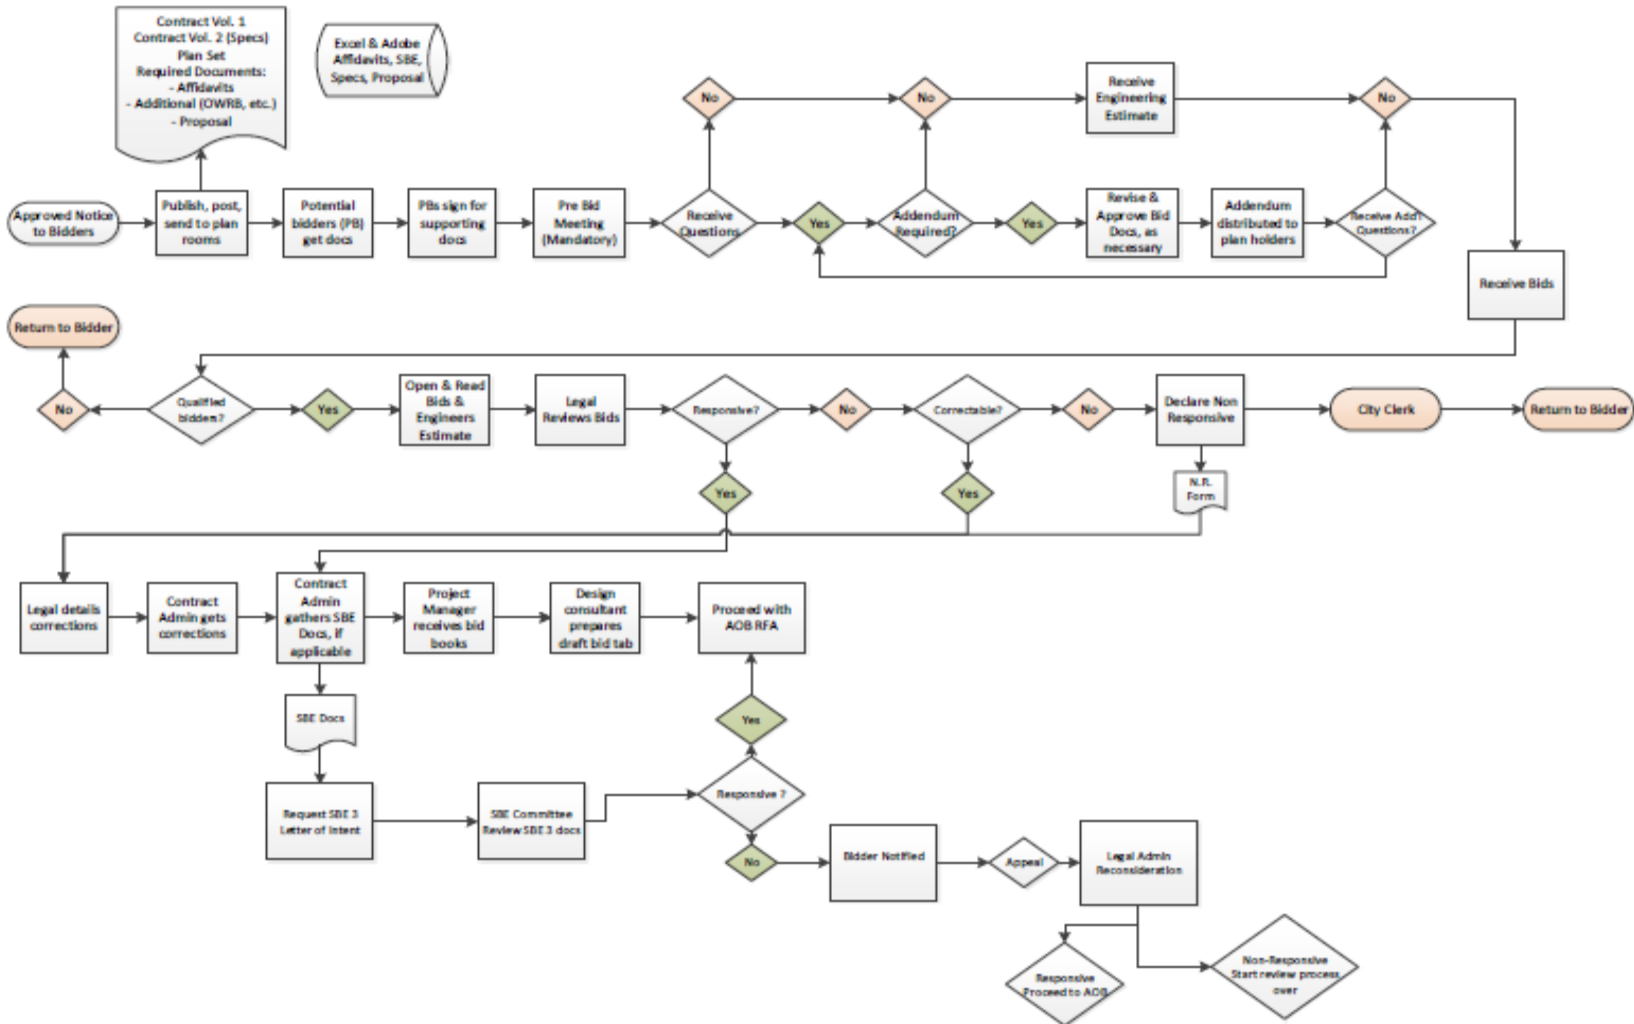 Contract Vol. 1
Contract Vol. 2 (Specs)
Plan Set
Required Documents:
- Affidavits
- Additional (OWRB, etc.)
- Proposal
Excel & Adobe
Affidavits, SBE,
Specs, Proposal
No
No
Receive
Engineering
Estimate
No
Approved Notice
to Bidders
Publish, post,
send to plan
rooms
Potential
bidders (PB)
get docs
PBs sign for
supporting
docs
Pre Bid
Meeting
(Mandatory)
Receive
Questions
Yes
Addendum
Required?
Yes
Revise &
Approve Bid
Docs, as
necessary
Addendum
distributed to
plan holders
Receive Add'l
Questions?
Receive Bids
Return to Bidder
No
Qualified
bidders?
Yes
Open & Read
Bids &
Engineers
Estimate
Legal
Reviews Bids
Responsive?
No
Correctable?
No
Declare Non
Responsive
City Clerk
Return to Bidder
Yes
Yes
N.R.
Form
Legal details
corrections
Contract
Admin gets
corrections
Contract
Admin
gathers SBE
Docs, if
applicable
Project
Manager
receives bid
books
Design
consultant
prepares
draft bid tab
Proceed with
AOB RFA
SBE Docs
Yes
Request SBE 3
Letter of Intent
SBE Committee
Review SBE 3 docs
Responsive ?
No
Bidder Notified
Appeal
Legal Admin
Reconsideration
Responsive
Proceed to AOB
Non-Responsive
Start review process
over